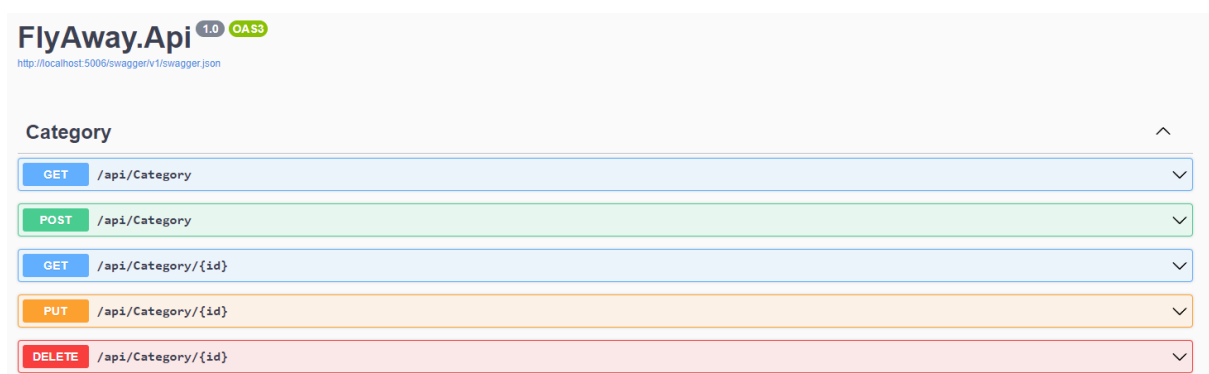 FlyAway.Api 1.0 OAS3
http://localhost:5006/swagger/v1/swagger.json
Category
GET /api/Category
POST /api/Category
GET /api/Category/{id}
PUT /api/Category/{id}
DELETE /api/Category/{id}